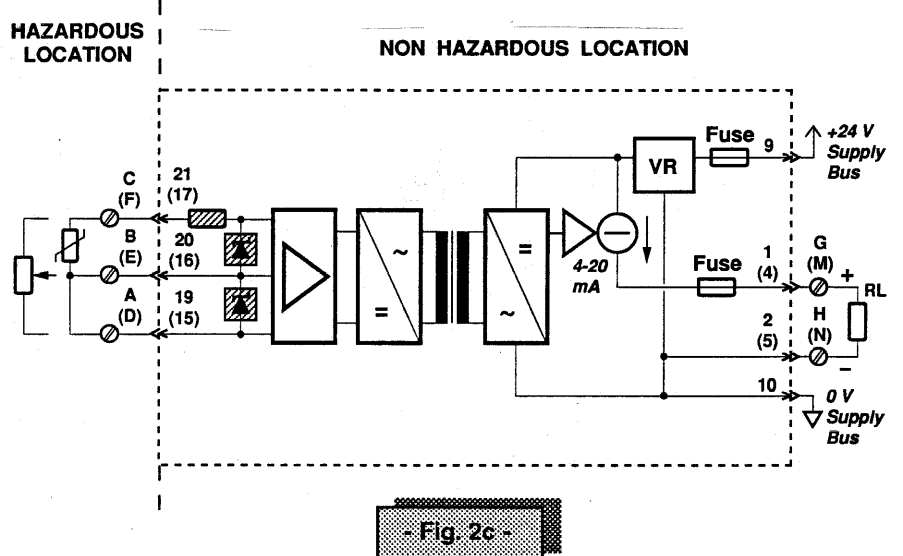 HAZARDOUS
LOCATION
NON HAZARDOUS LOCATION
Fuse
9
+24 V
Supply
Bus
VR
C
(F)
21
(17)
B
(E)
20
(16)
A
(D)
19
(15)
~
=
=
~
4-20
mA
Fuse
1
(4)
G
(M)
+
RL
2
(5)
H
(N)
–
10
0 V
Supply
Bus
- Fig. 2c -